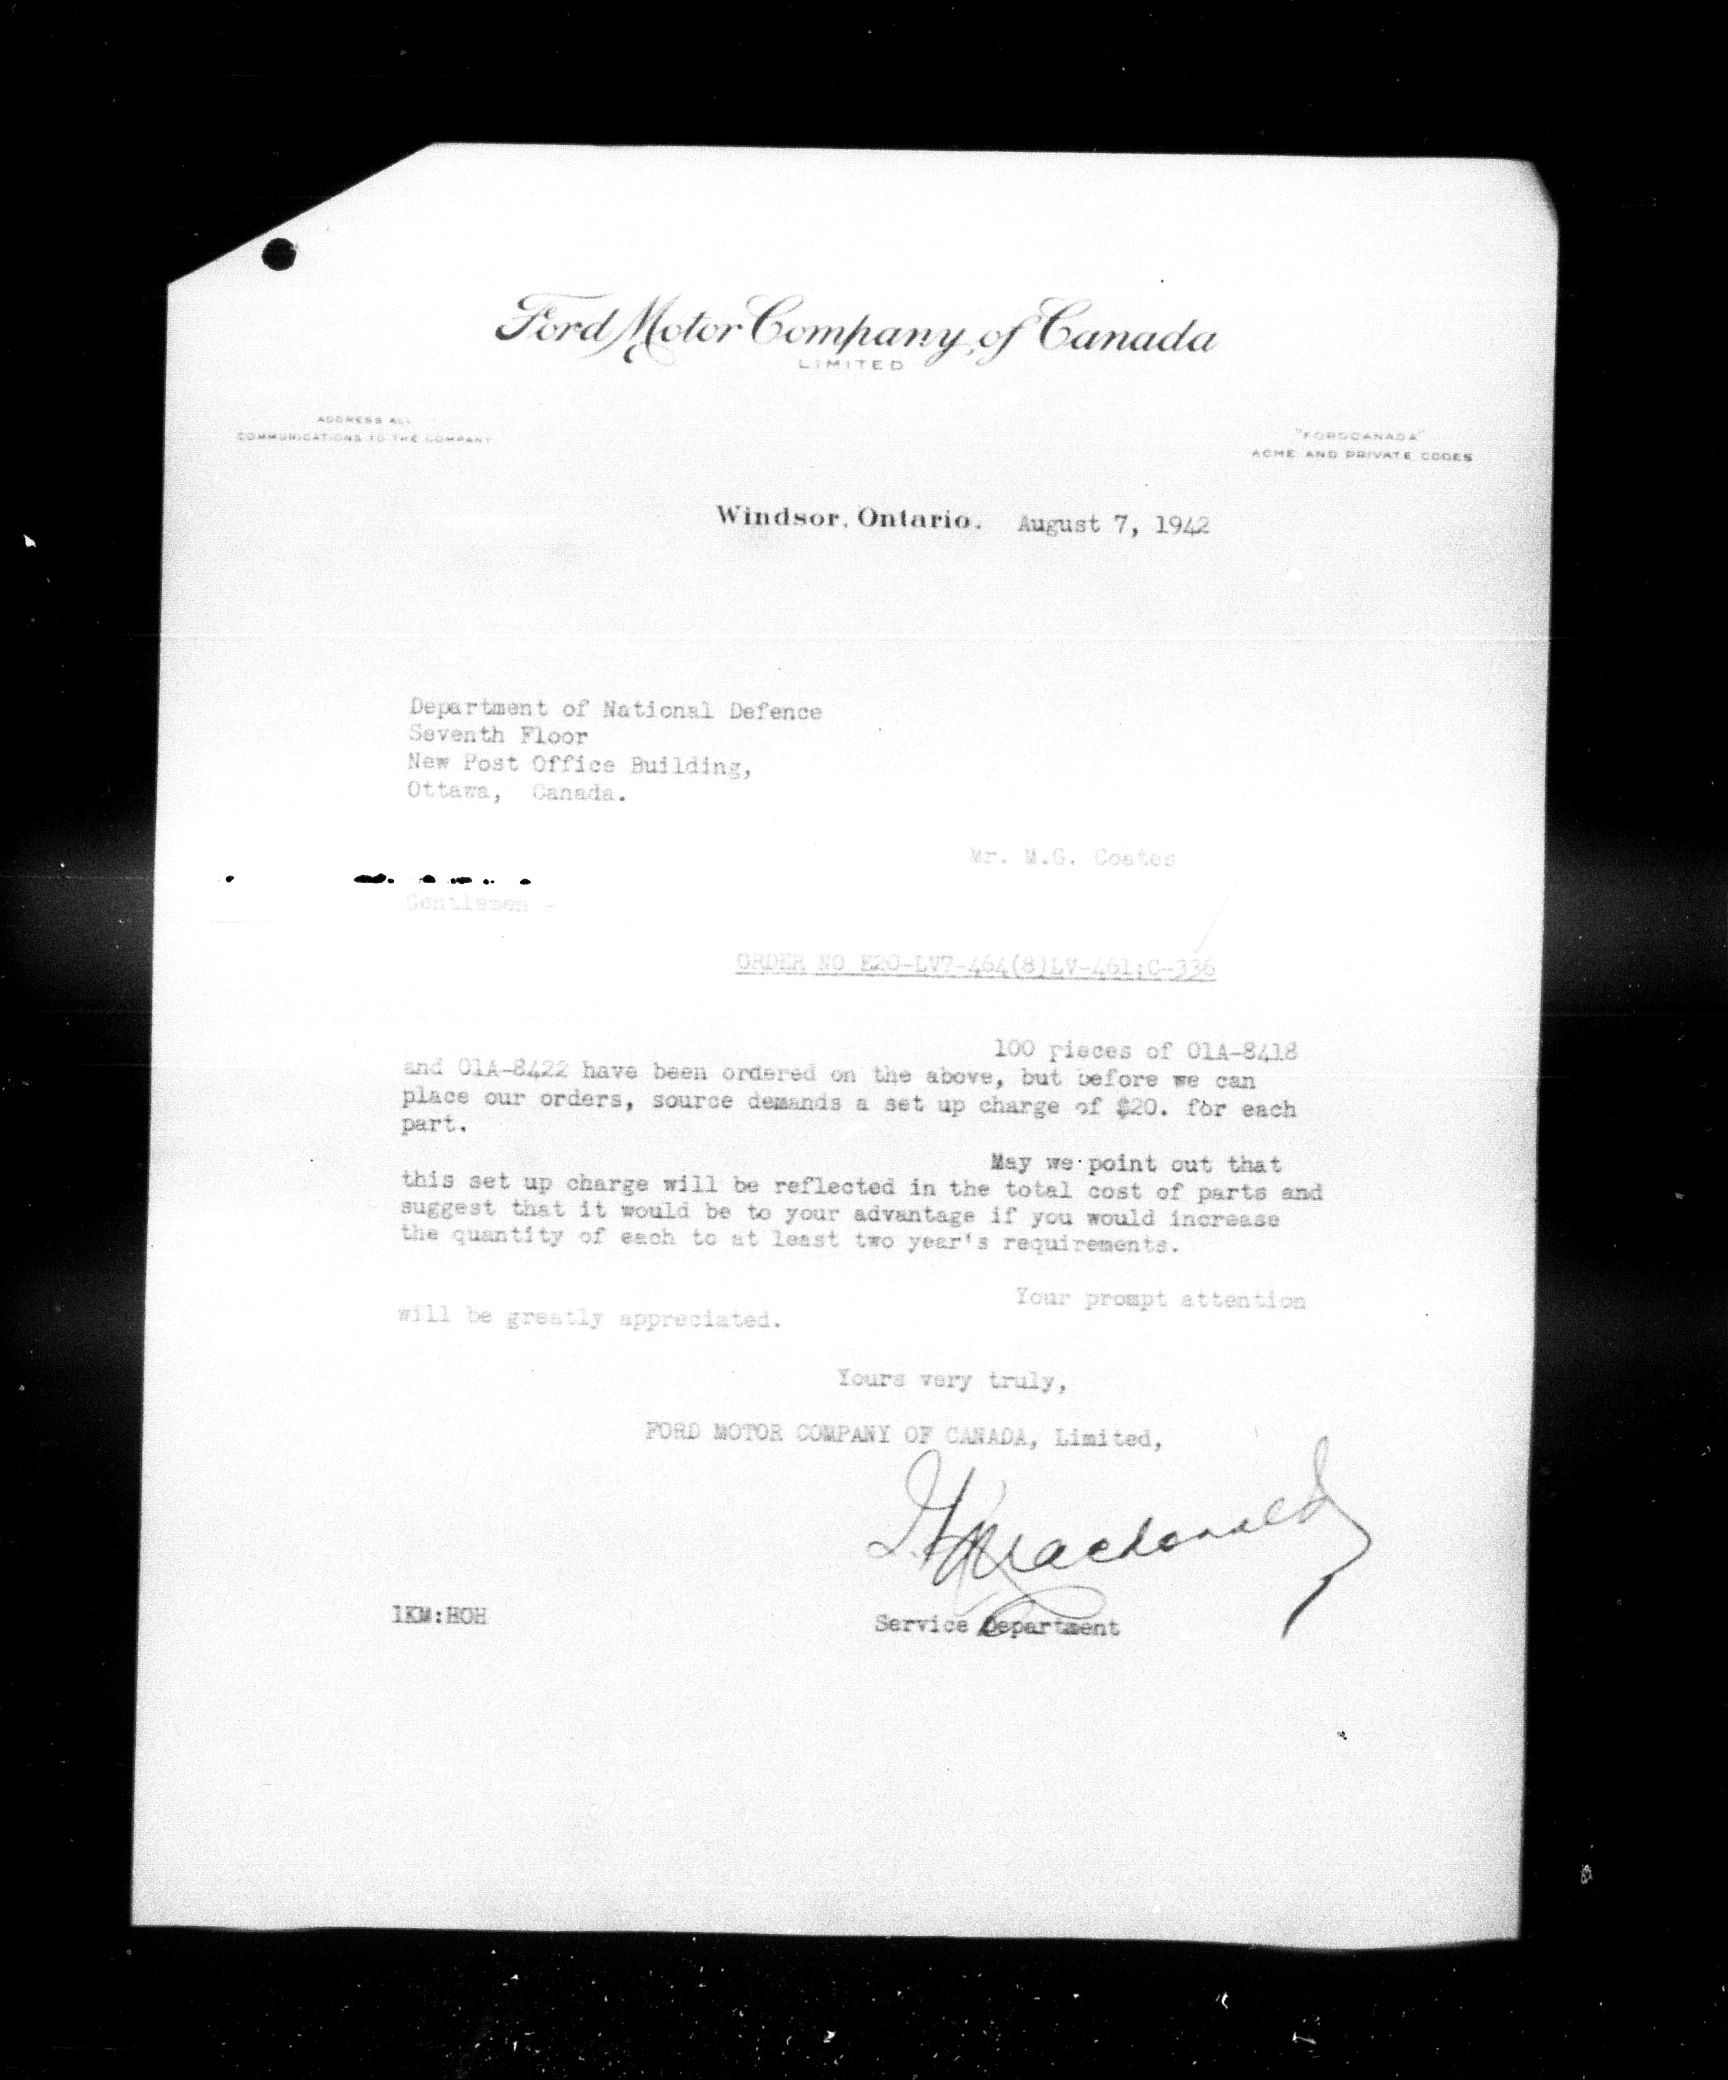 Ford Motor Company of Canada
LIMITED
ADDRESS ALL
COMMUNICATIONS TO THE COMPANY
"FORDCANADA"
ACME AND PRIVATE CODES
Windsor, Ontario. August 7, 1942
Department of National Defence
Seventh Floor
New Post Office Building,
Ottawa, Canada.
Mr. M.G. Coates
Gentlemen -
ORDER NO E20-LV7-464(8)LV-461;C-336
100 pieces of 01A-8418
and 01A-8422 have been ordered on the above, but before we can
place our orders, source demands a set up charge of $20. for each
part.
May we point out that
this set up charge will be reflected in the total cost of parts and
suggest that it would be to your advantage if you would increase
the quantity of each to at least two year's requirements.
Your prompt attention
will be greatly appreciated.
Yours very truly,
FORD MOTOR COMPANY OF CANADA, Limited,
Macdonald
1KM:HOH
Service Department